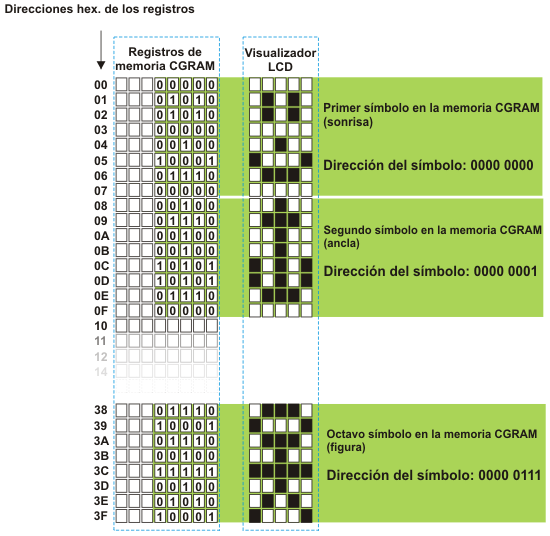 Direcciones hex. de los registros
Registros de
memoria CGRAM
Visualizador
LCD
00 0 0 0 0 0
01 0 1 0 1 0
02 0 1 0 1 0
03 0 0 0 0 0
04 0 0 1 0 0
05 1 0 0 0 1
06 0 1 1 1 0
07 0 0 0 0 0
Primer símbolo en la memoria CGRAM
(sonrisa)
Dirección del símbolo: 0000 0000
08 0 0 1 0 0
09 0 1 1 1 0
0A 0 0 1 0 0
0B 0 0 1 0 0
0C 1 0 1 0 1
0D 1 0 1 0 1
0E 0 1 1 1 0
0F 0 0 0 0 0
Segundo símbolo en la memoria CGRAM
(ancla)
Dirección del símbolo: 0000 0001
10
11
12
14
38 0 1 1 1 0
39 1 0 0 0 1
3A 0 1 1 1 0
3B 0 0 1 0 0
3C 1 1 1 1 1
3D 0 0 1 0 0
3E 0 1 0 1 0
3F 1 0 0 0 1
Octavo símbolo en la memoria CGRAM
(figura)
Dirección del símbolo: 0000 0111